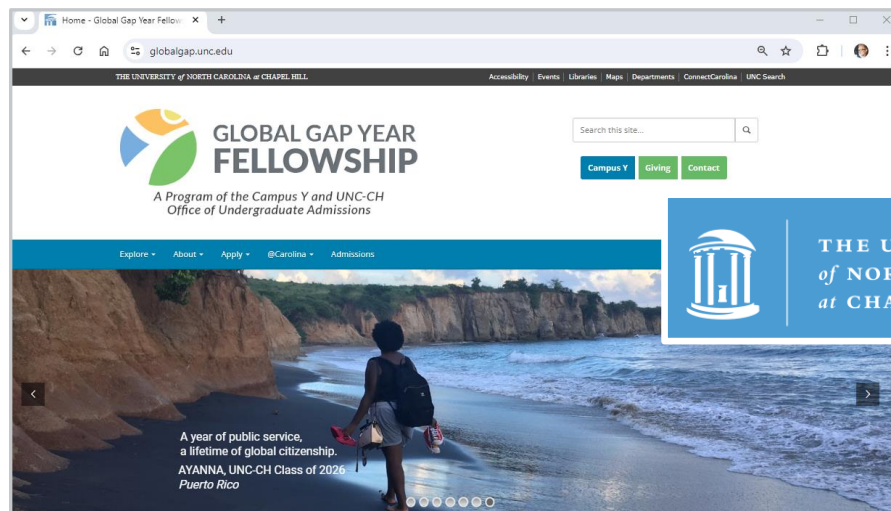 Home - Global Gap Year Fellow
globalgap.unc.edu
THE UNIVERSITY of NORTH CAROLINA at CHAPEL HILL
Accessibility Events Libraries Maps Departments ConnectCarolina UNC Search
GLOBAL GAP YEAR
FELLOWSHIP
A Program of the Campus Y and UNC-CH
Office of Undergraduate Admissions
Search this site...
Campus Y Giving Contact
Explore About Apply @Carolina Admissions
THE U
of NOR
at CHA
A year of public service,
a lifetime of global citizenship.
AYANNA, UNC-CH Class of 2026
Puerto Rico